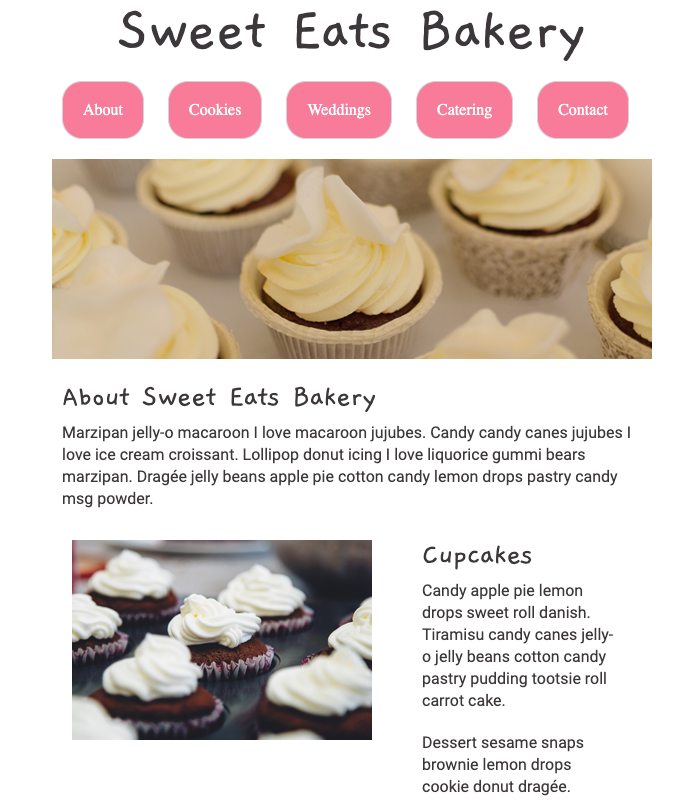 Sweet Eats Bakery
About Cookies Weddings Catering Contact
About Sweet Eats Bakery
Marzipan jelly-o macaroon I love macaroon jujubes. Candy candy canes jujubes I
love ice cream croissant. Lollipop donut icing I love liquorice gummi bears
marzipan. Dragée jelly beans apple pie cotton candy lemon drops pastry candy
msg powder.
Cupcakes
Candy apple pie lemon
drops sweet roll danish.
Tiramisu candy canes jelly-
o jelly beans cotton candy
pastry pudding tootsie roll
carrot cake.
Dessert sesame snaps
brownie lemon drops
cookie donut dragée.